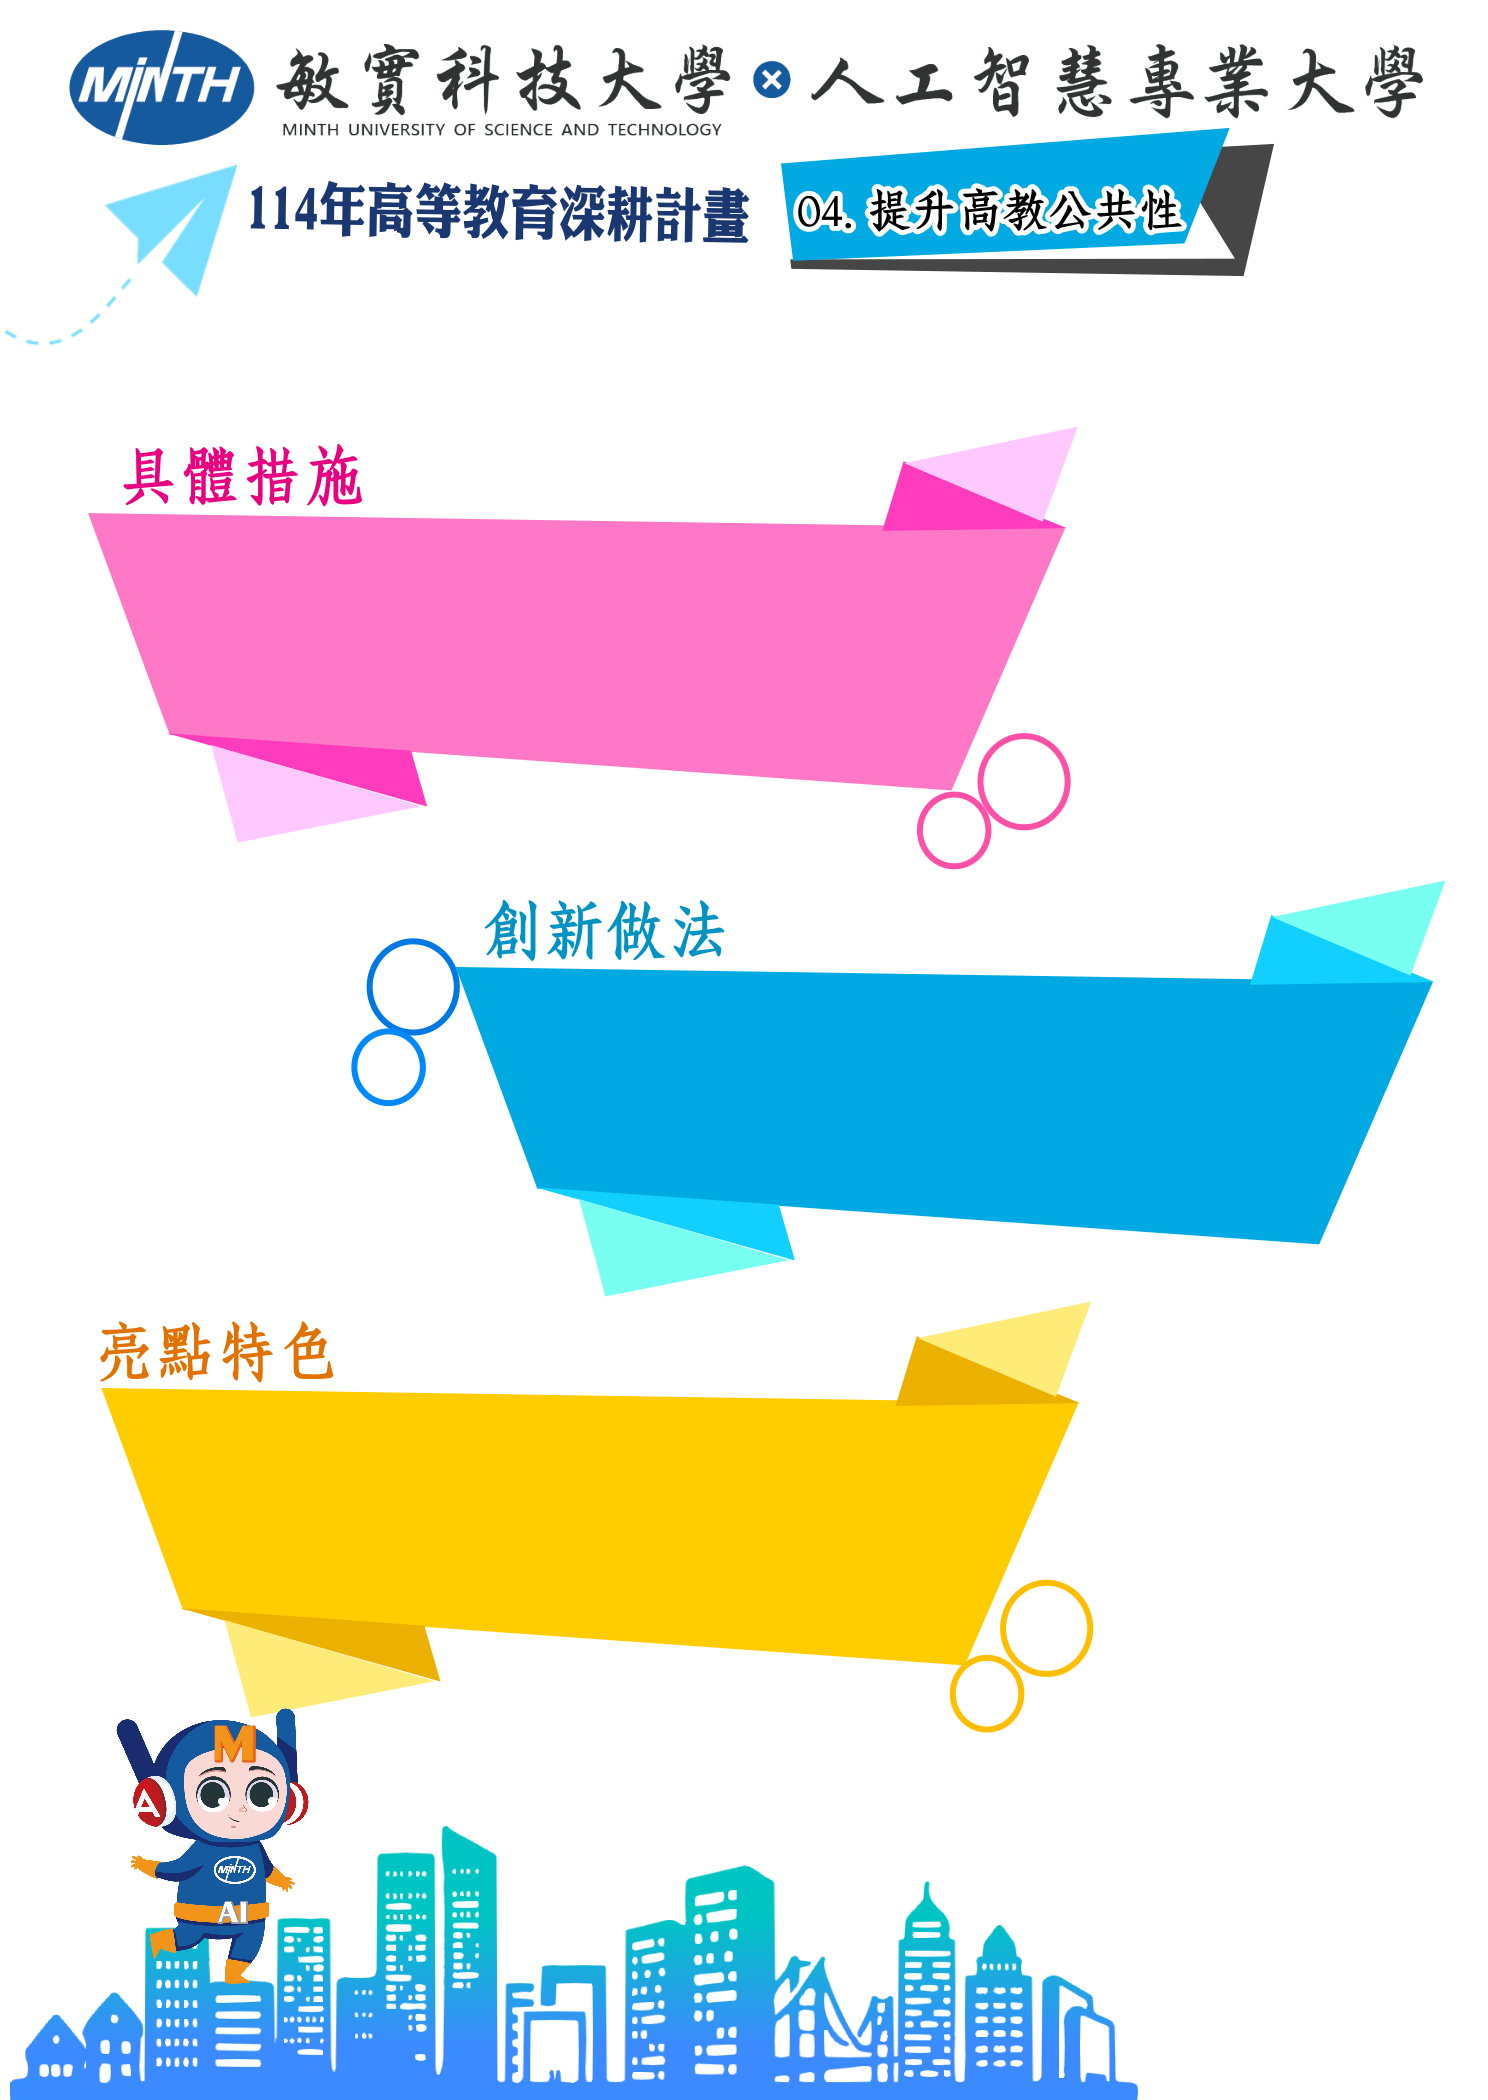 MINTH 敏實科技大學×人工智慧專業大學
MINTH UNIVERSITY OF SCIENCE AND TECHNOLOGY
114年高等教育深耕計畫 04.提升高教公共性
具體措施
創新做法
亮點特色
M
A
MINTH
AI